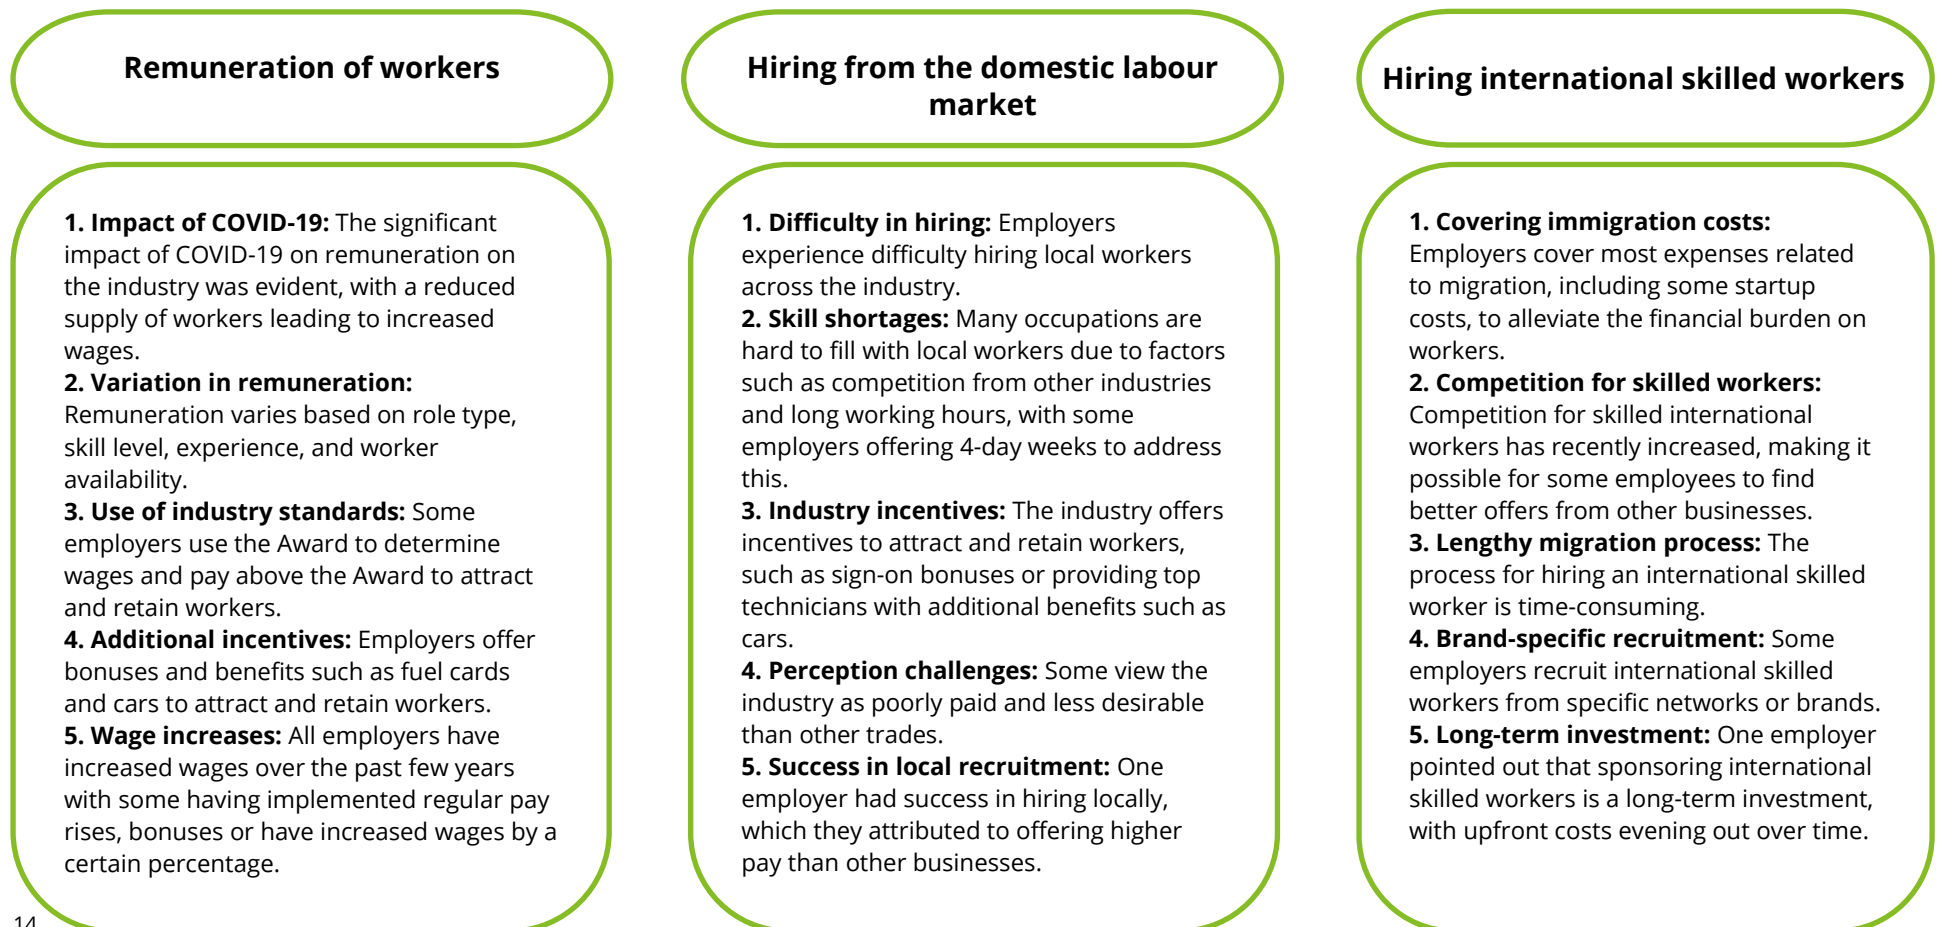 Remuneration of workers
1. Impact of COVID-19: The significant
impact of COVID-19 on remuneration on
the industry was evident, with a reduced
supply of workers leading to increased
wages.
2. Variation in remuneration:
Remuneration varies based on role type,
skill level, experience, and worker
availability.
3. Use of industry standards: Some
employers use the Award to determine
wages and pay above the Award to attract
and retain workers.
4. Additional incentives: Employers offer
bonuses and benefits such as fuel cards
and cars to attract and retain workers.
5. Wage increases: All employers have
increased wages over the past few years
with some having implemented regular pay
rises, bonuses or have increased wages by a
certain percentage.
Hiring from the domestic labour
market
1. Difficulty in hiring: Employers
experience difficulty hiring local workers
across the industry.
2. Skill shortages: Many occupations are
hard to fill with local workers due to factors
such as competition from other industries
and long working hours, with some
employers offering 4-day weeks to address
this.
3. Industry incentives: The industry offers
incentives to attract and retain workers,
such as sign-on bonuses or providing top
technicians with additional benefits such as
cars.
4. Perception challenges: Some view the
industry as poorly paid and less desirable
than other trades.
5. Success in local recruitment: One
employer had success in hiring locally,
which they attributed to offering higher
pay than other businesses.
Hiring international skilled workers
1. Covering immigration costs:
Employers cover most expenses related
to migration, including some startup
costs, to alleviate the financial burden on
workers.
2. Competition for skilled workers:
Competition for skilled international
workers has recently increased, making it
possible for some employees to find
better offers from other businesses.
3. Lengthy migration process: The
process for hiring an international skilled
worker is time-consuming.
4. Brand-specific recruitment: Some
employers recruit international skilled
workers from specific networks or brands.
5. Long-term investment: One employer
pointed out that sponsoring international
skilled workers is a long-term investment,
with upfront costs evening out over time.
14